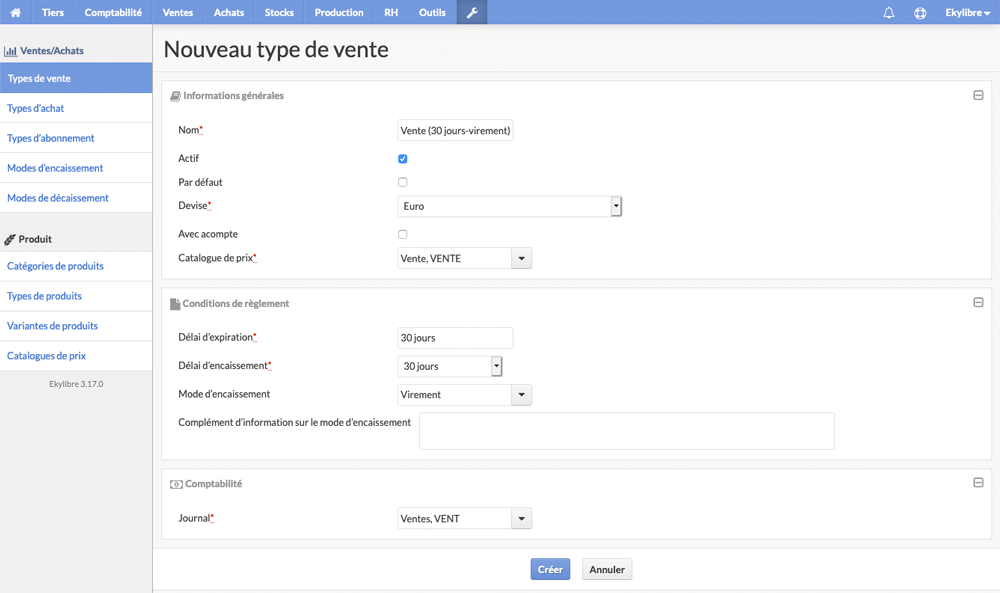 Tiers Comptabilité Ventes Achats Stocks Production RH Outils Ekylibre
Ventes/Achats
Types de vente
Types d'achat
Types d'abonnement
Modes d'encaissement
Modes de décaissement
Produit
Catégories de produits
Types de produits
Variantes de produits
Catalogues de prix
Ekylibre 3.17.0
Nouveau type de vente
Informations générales
Nom* Vente (30 jours-virement)
Actif
Par défaut
Devise* Euro
Avec acompte
Catalogue de prix* Vente, VENTE
Conditions de règlement
Délai d'expiration* 30 jours
Délai d'encaissement* 30 jours
Mode d'encaissement Virement
Complément d'information sur le mode d'encaissement
Comptabilité
Journal* Ventes, VENT
Créer Annuler